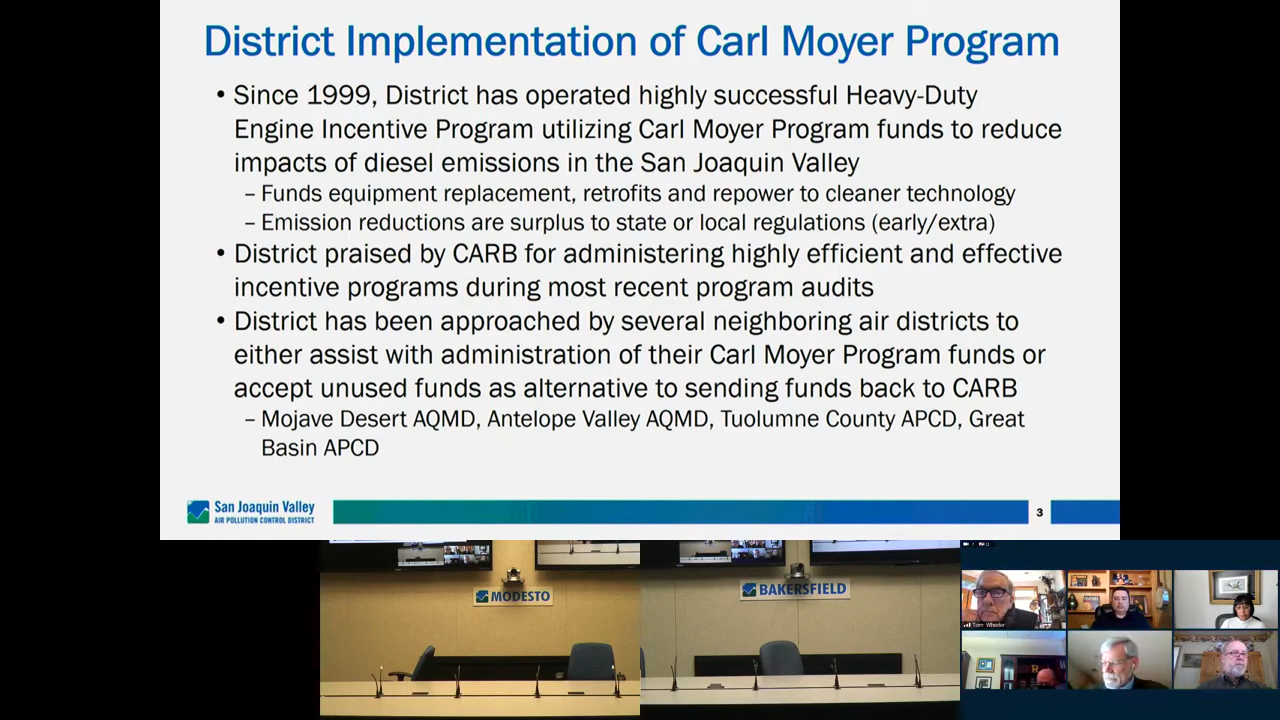 District Implementation of Carl Moyer Program
• Since 1999, District has operated highly successful Heavy-Duty
Engine Incentive Program utilizing Carl Moyer Program funds to reduce
impacts of diesel emissions in the San Joaquin Valley
– Funds equipment replacement, retrofits and repower to cleaner technology
– Emission reductions are surplus to state or local regulations (early/extra)
• District praised by CARB for administering highly efficient and effective
incentive programs during most recent program audits
• District has been approached by several neighboring air districts to
either assist with administration of their Carl Moyer Program funds or
accept unused funds as alternative to sending funds back to CARB
– Mojave Desert AQMD, Antelope Valley AQMD, Tuolumne County APCD, Great
Basin APCD
San Joaquin Valley
AIR POLLUTION CONTROL DISTRICT
3
MODESTO
BAKERSFIELD
Tom Wheeler